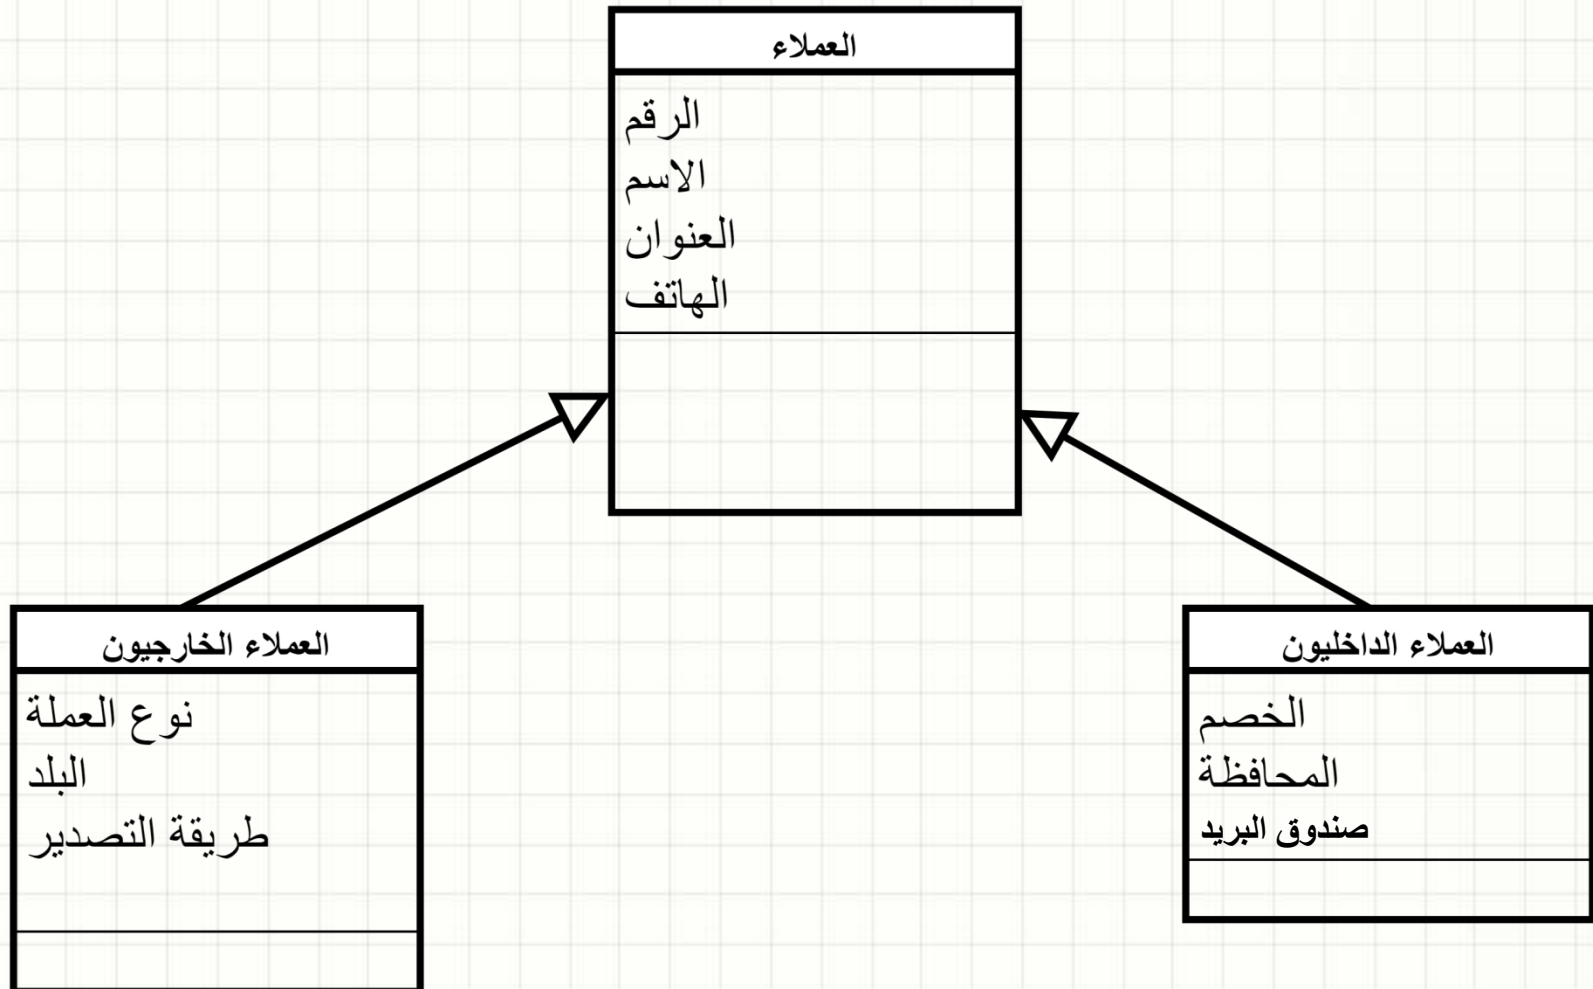 العملاء
الرقم
الاسم
العنوان
الهاتف
العملاء الداخليون
الخصم
المحافظة
صندوق البريد
العملاء الخارجيون
نوع العملة
البلد
طريقة التصدير